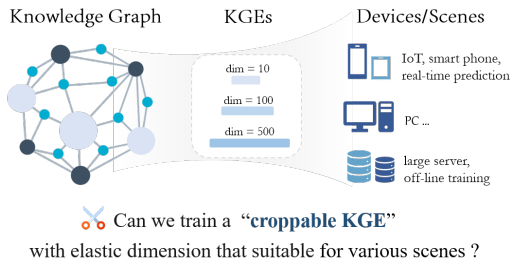 Knowledge Graph
KGEs
Devices/Scenes
dim = 10
dim = 100
dim = 500
IoT, smart phone,
real-time prediction
PC ...
large server,
off-line training
Can we train a “croppable KGE”
with elastic dimension that suitable for various scenes ?